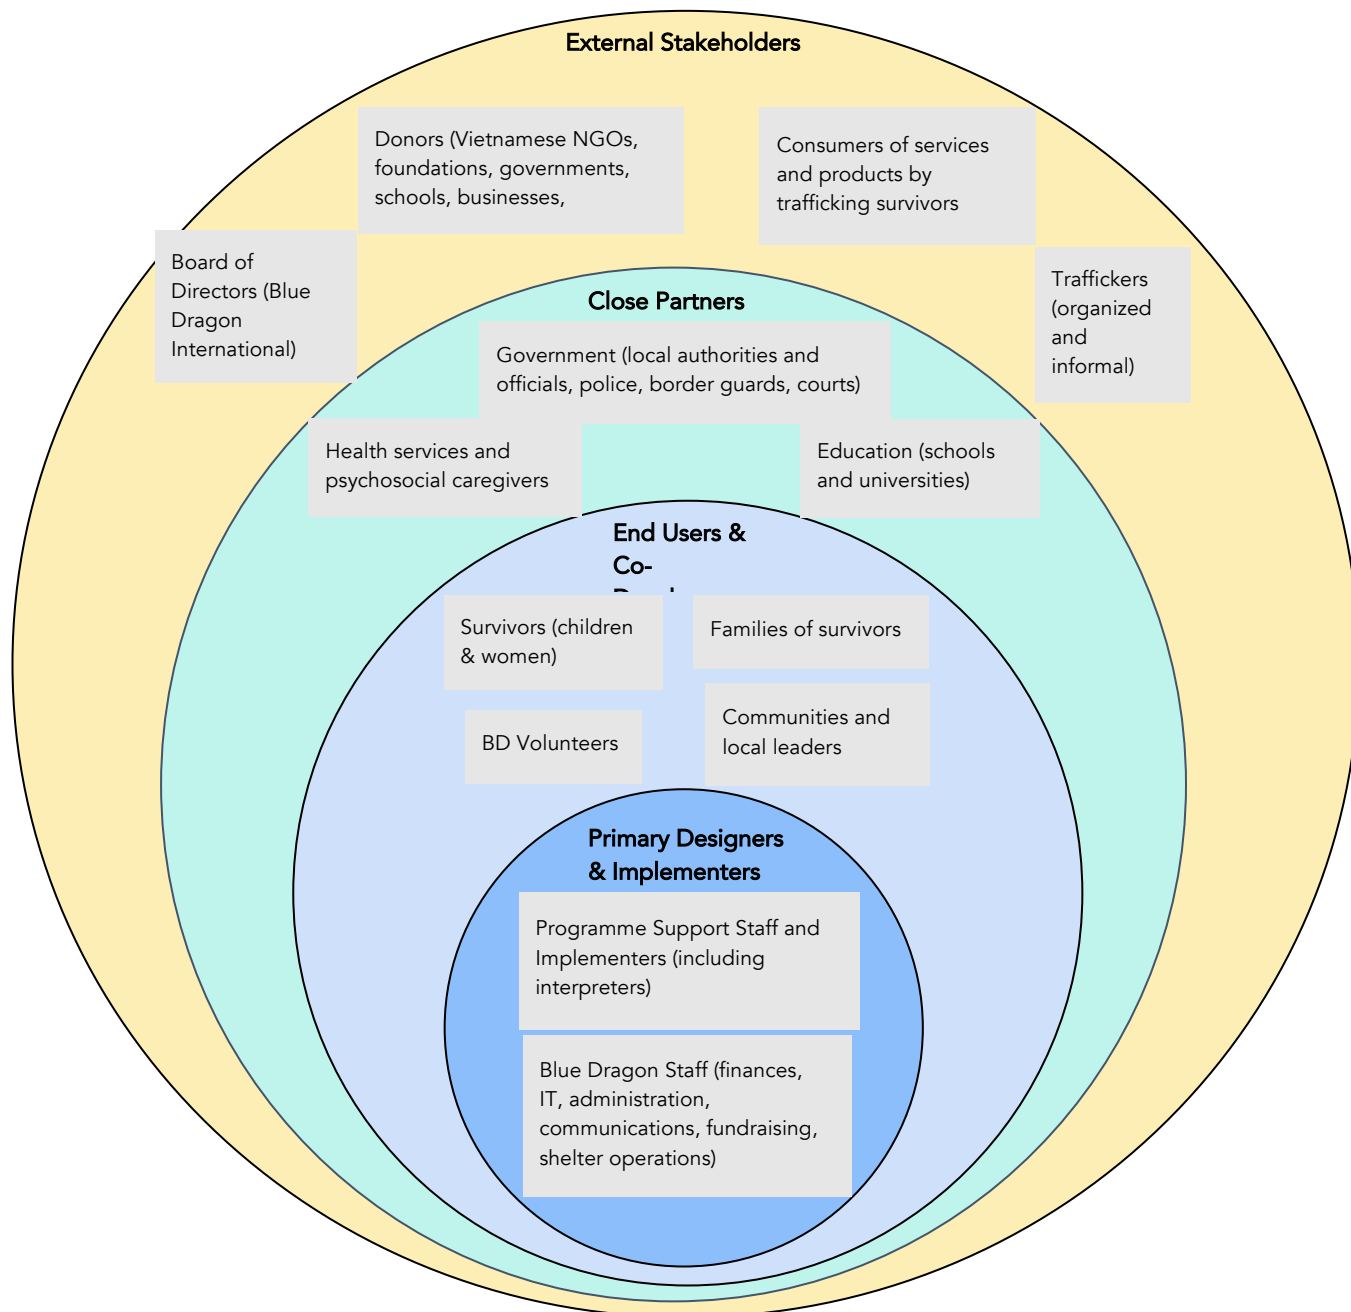 External Stakeholders
Donors (Vietnamese NGOs,
foundations, governments,
schools, businesses,
Consumers of services
and products by
trafficking survivors
Board of
Directors (Blue
Dragon
International)
Traffickers
(organized
and
informal)
Close Partners
Government (local authorities and
officials, police, border guards, courts)
Health services and
psychosocial caregivers
Education (schools
and universities)
End Users &
Co-
Survivors (children
& women)
Families of survivors
BD Volunteers
Communities and
local leaders
Primary Designers
& Implementers
Programme Support Staff and
Implementers (including
interpreters)
Blue Dragon Staff (finances,
IT, administration,
communications, fundraising,
shelter operations)